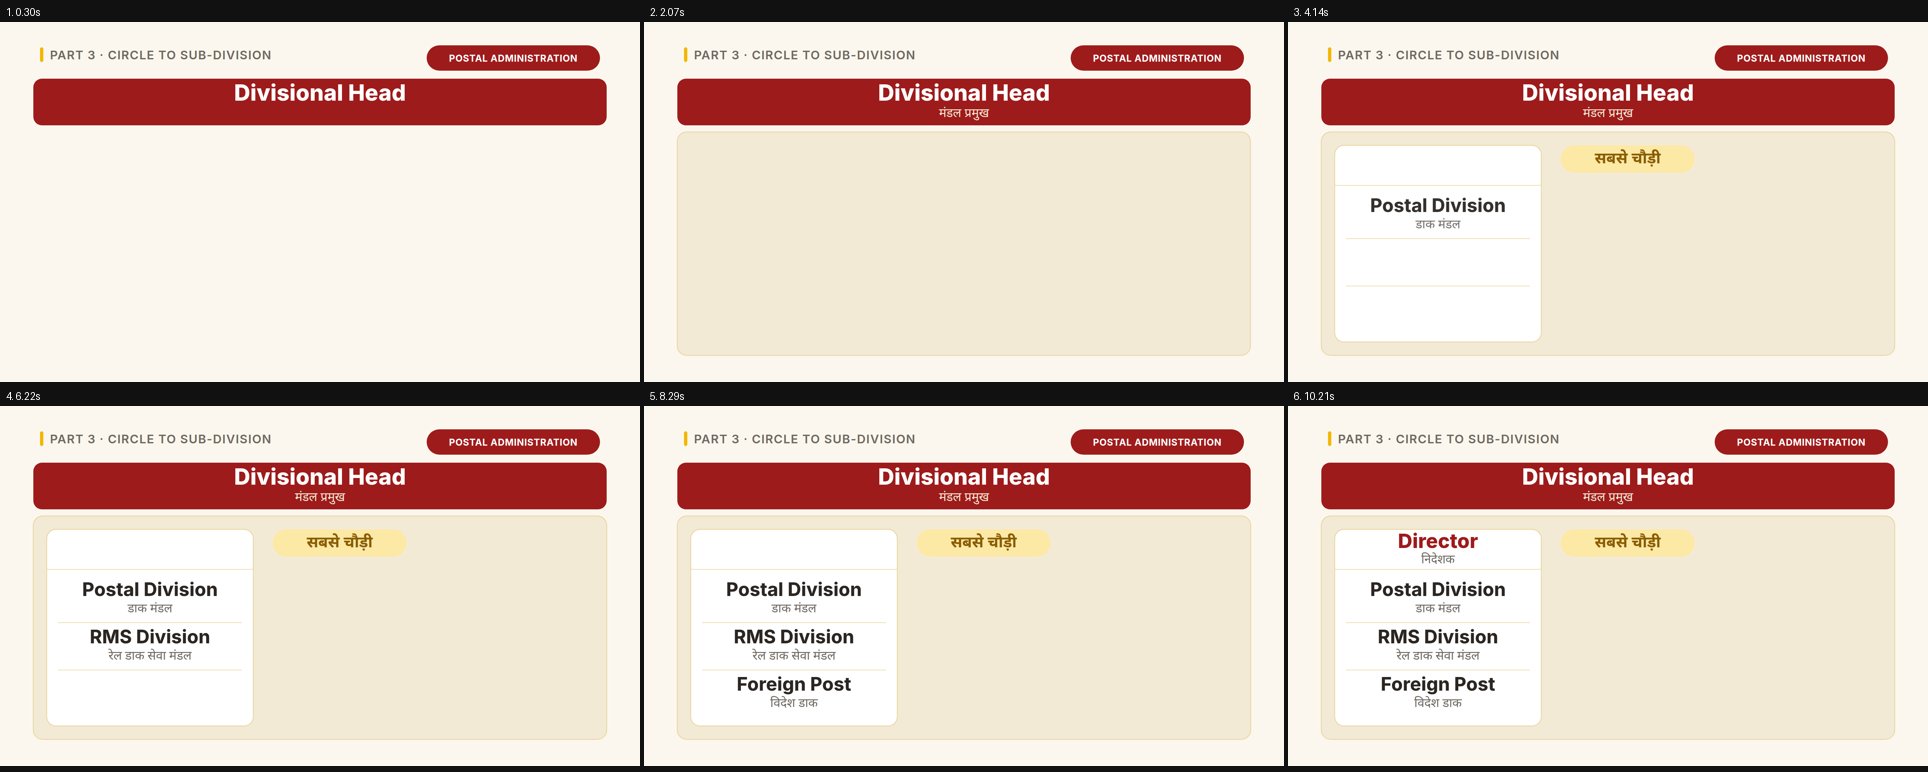 1. 0.30s
PART 3 · CIRCLE TO SUB-DIVISION
POSTAL ADMINISTRATION
Divisional Head
2. 2.07s
PART 3 · CIRCLE TO SUB-DIVISION
POSTAL ADMINISTRATION
Divisional Head
मंडल प्रमुख
3. 4.14s
PART 3 · CIRCLE TO SUB-DIVISION
POSTAL ADMINISTRATION
Divisional Head
मंडल प्रमुख
सबसे चौड़ी
Postal Division
डाक मंडल
4. 6.22s
PART 3 · CIRCLE TO SUB-DIVISION
POSTAL ADMINISTRATION
Divisional Head
मंडल प्रमुख
सबसे चौड़ी
Postal Division
डाक मंडल
RMS Division
रेल डाक सेवा मंडल
5. 8.29s
PART 3 · CIRCLE TO SUB-DIVISION
POSTAL ADMINISTRATION
Divisional Head
मंडल प्रमुख
सबसे चौड़ी
Postal Division
डाक मंडल
RMS Division
रेल डाक सेवा मंडल
Foreign Post
विदेश डाक
6. 10.21s
PART 3 · CIRCLE TO SUB-DIVISION
POSTAL ADMINISTRATION
Divisional Head
मंडल प्रमुख
Director
निदेशक
सबसे चौड़ी
Postal Division
डाक मंडल
RMS Division
रेल डाक सेवा मंडल
Foreign Post
विदेश डाक